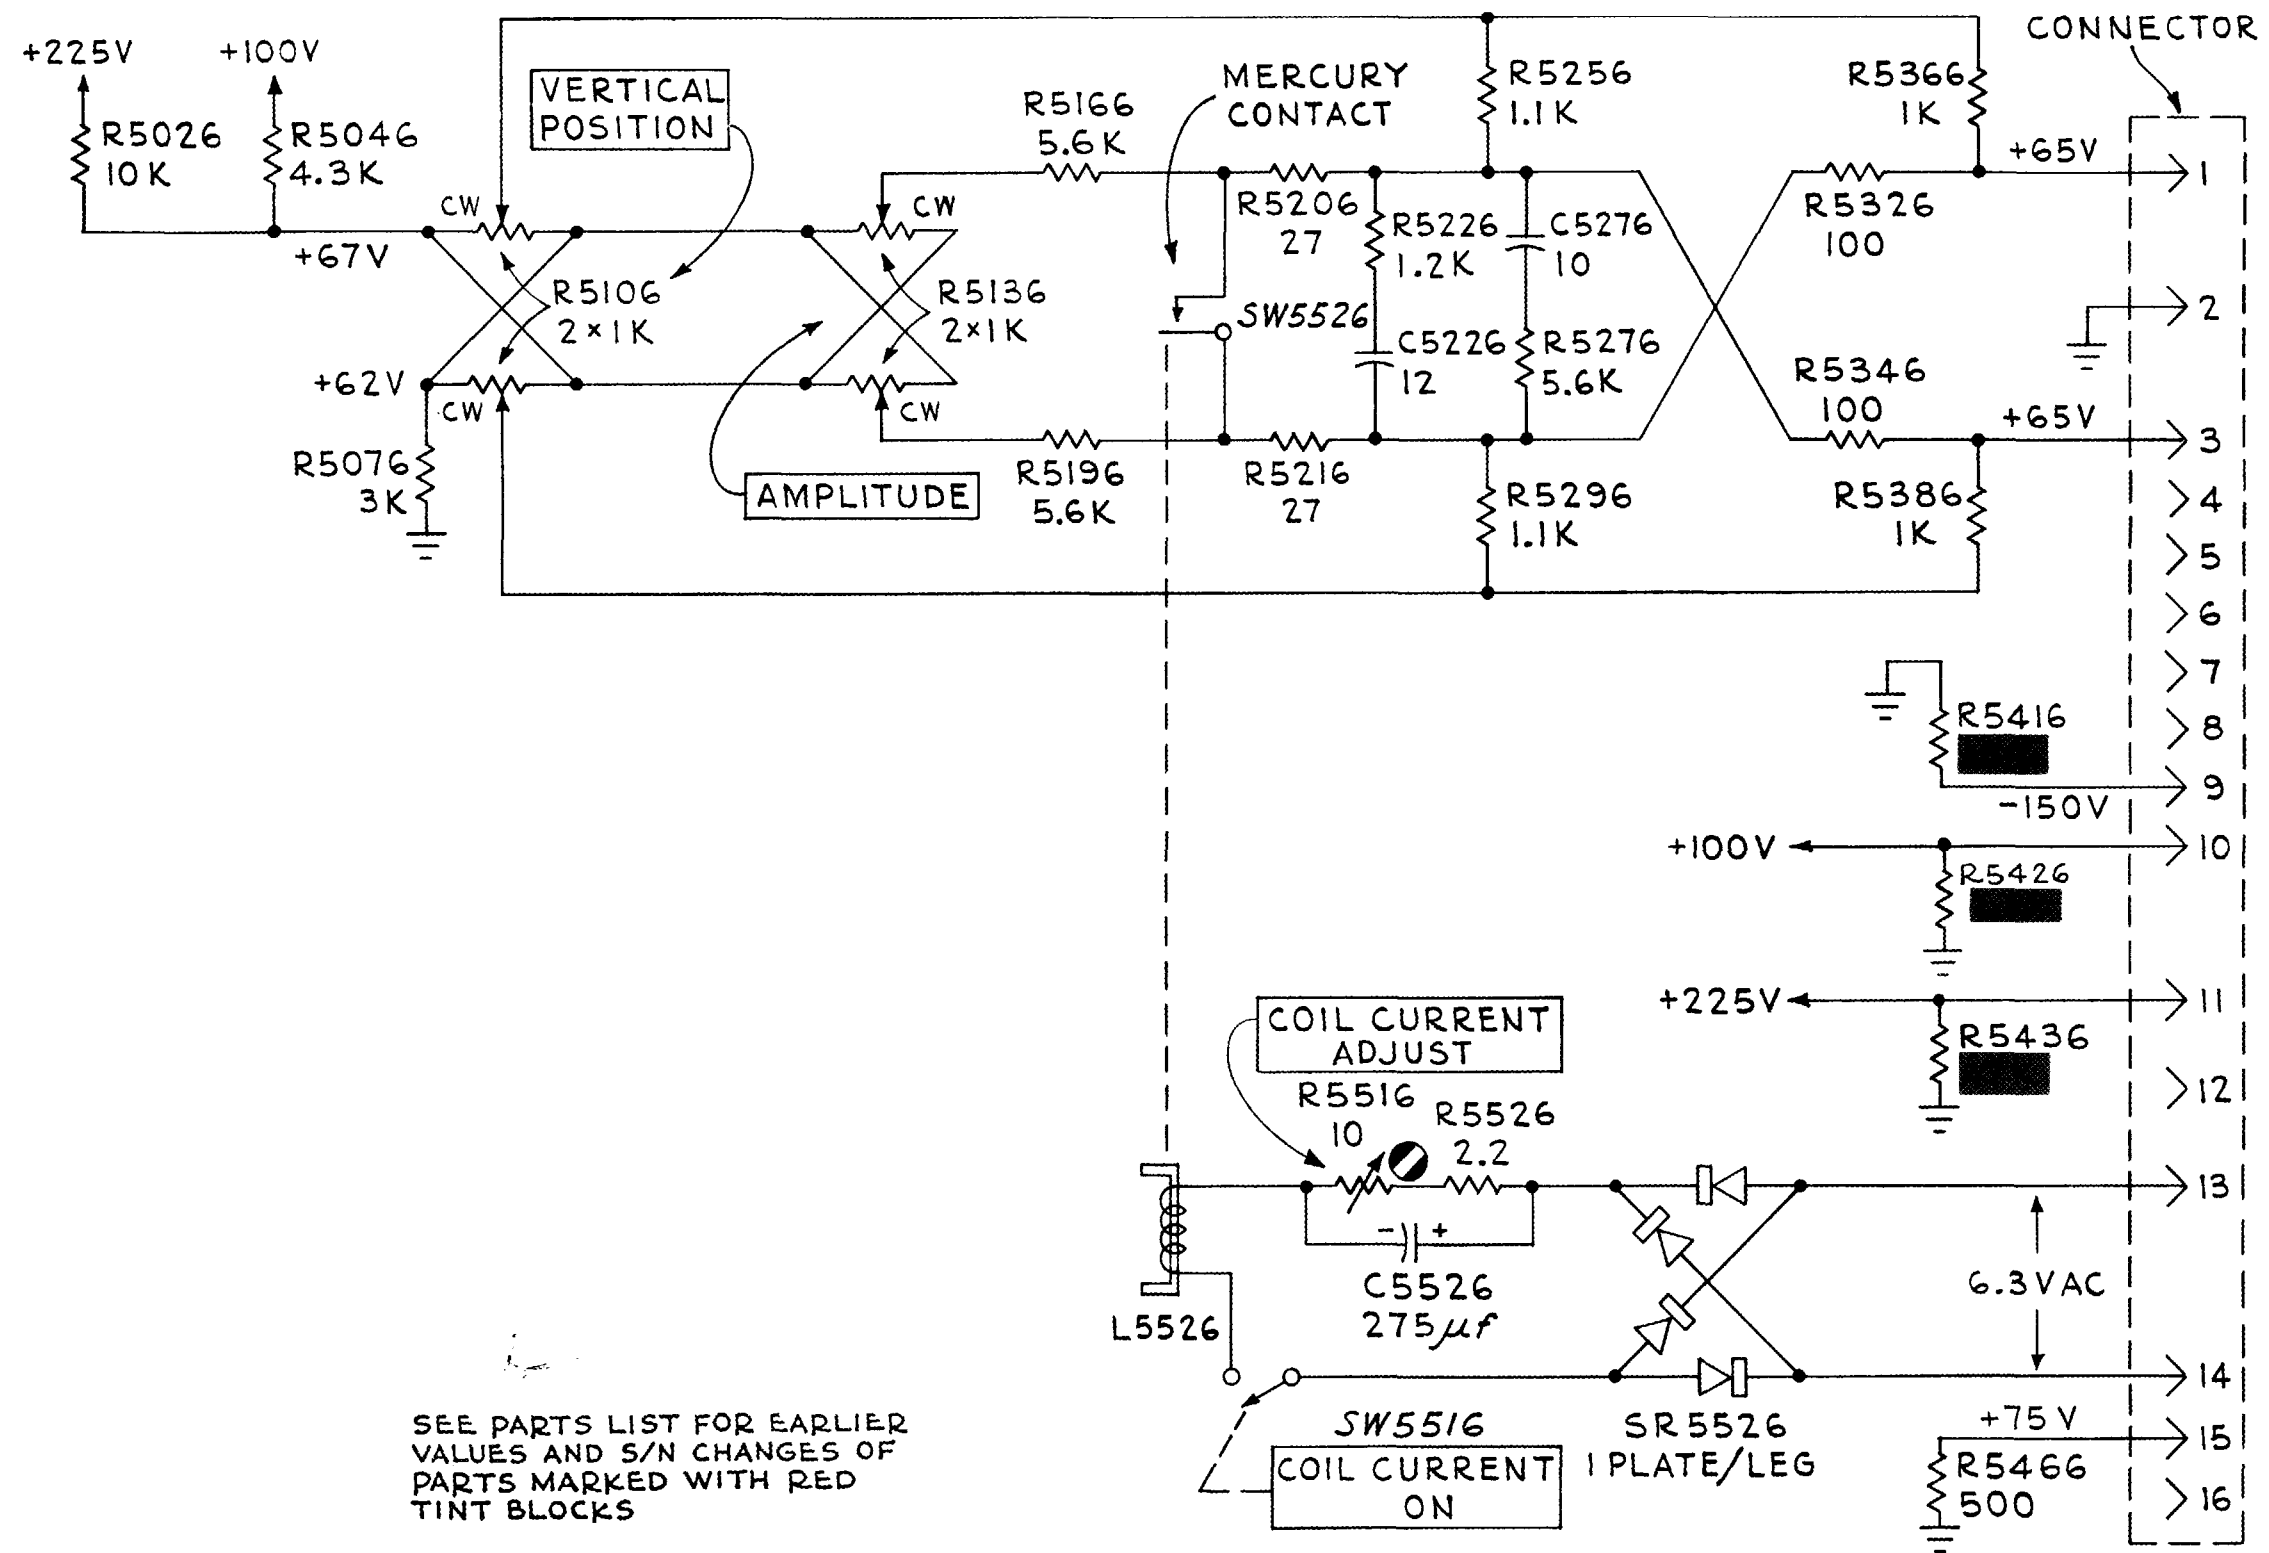 +225V
+100V
CONNECTOR
VERTICAL
POSITION
MERCURY
CONTACT
R5026
10K
R5046
4.3K
R5166
5.6K
R5256
1.1K
R5366
1K
+65V
1
CW
CW
+67V
R5206
27
R5226
1.2K
C5276
10
R5326
100
R5106
2×1K
R5136
2×1K
SW5526
2
C5226
12
R5276
5.6K
R5346
100
+62V
CW
CW
+65V
3
R5076
3K
AMPLITUDE
R5196
5.6K
R5216
27
R5296
1.1K
R5386
1K
4
5
6
7
R5416
8
-150V
9
+100V
10
R5426
+225V
11
R5436
12
COIL CURRENT
ADJUST
R5516
10
R5526
2.2
13
- +
C5526
275µf
6.3VAC
L5526
14
SW5516
COIL CURRENT
ON
SR5526
1 PLATE/LEG
+75V
15
R5466
500
16
SEE PARTS LIST FOR EARLIER
VALUES AND S/N CHANGES OF
PARTS MARKED WITH RED
TINT BLOCKS